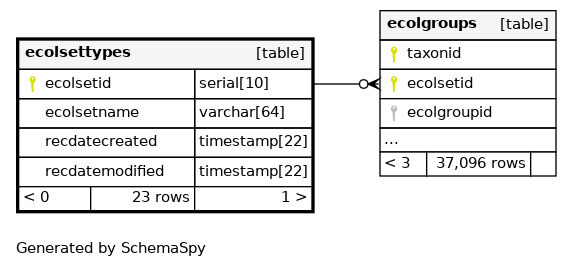 ecolsettypes [table]
ecolsetid serial[10]
ecolsetname varchar[64]
recdatecreated timestamp[22]
recdatemodified timestamp[22]
< 0 23 rows 1 >
ecolgroups [table]
taxonid
ecolsetid
ecolgroupid
...
< 3 37,096 rows
Generated by SchemaSpy